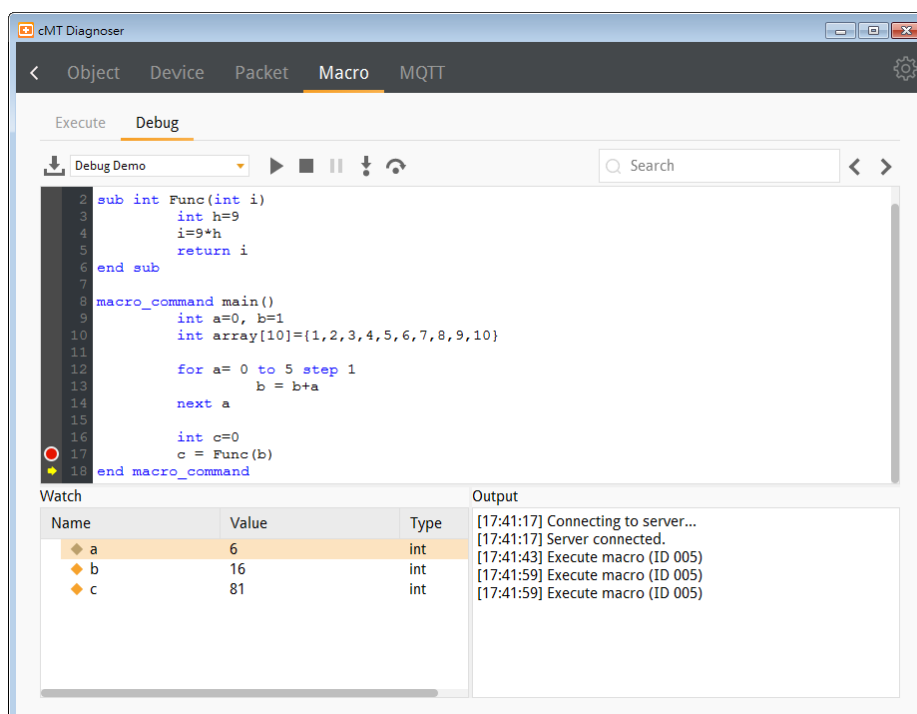 cMT Diagnoser
Object Device Packet Macro MQTT
Execute Debug
Debug Demo Search
2 sub int Func(int i)
3 int h=9
4 i=9*h
5 return i
6 end sub
7
8 macro_command main()
9 int a=0, b=1
10 int array[10]={1,2,3,4,5,6,7,8,9,10}
11
12 for a= 0 to 5 step 1
13 b = b+a
14 next a
15
16 int c=0
17 c = Func(b)
18 end macro_command
Watch
Name Value Type
a 6 int
b 16 int
c 81 int
Output
[17:41:17] Connecting to server...
[17:41:17] Server connected.
[17:41:43] Execute macro (ID 005)
[17:41:59] Execute macro (ID 005)
[17:41:59] Execute macro (ID 005)